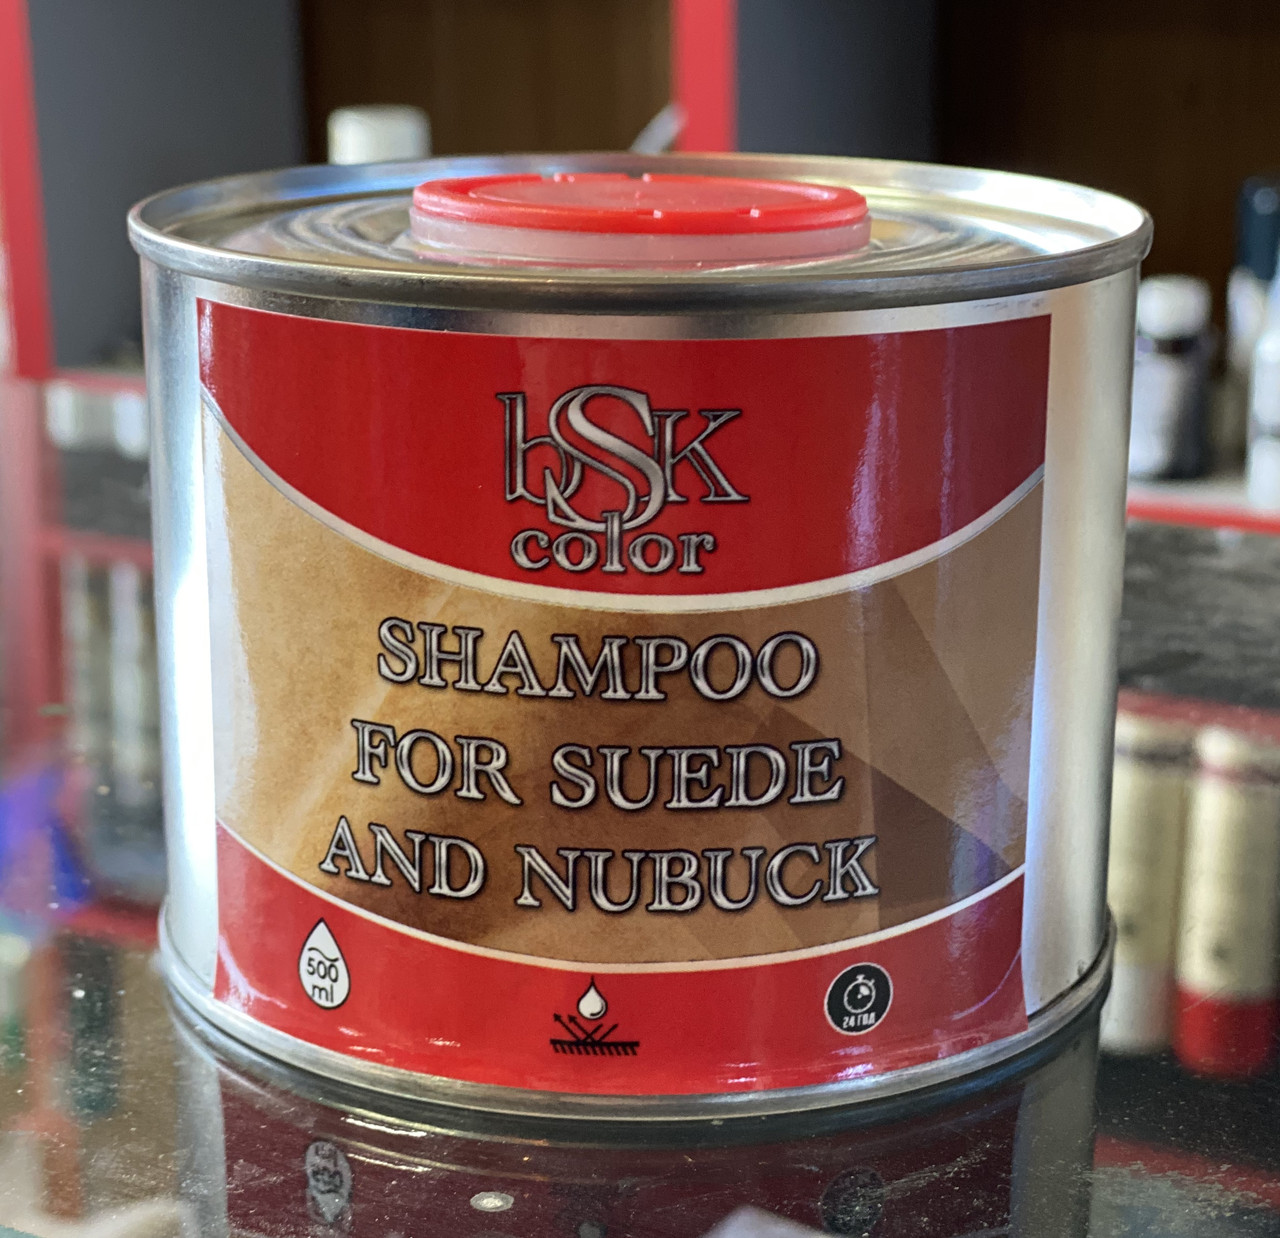 bSK
color
SHAMPOO
FOR SUEDE
AND NUBUCK
500
ml
24 ГОД